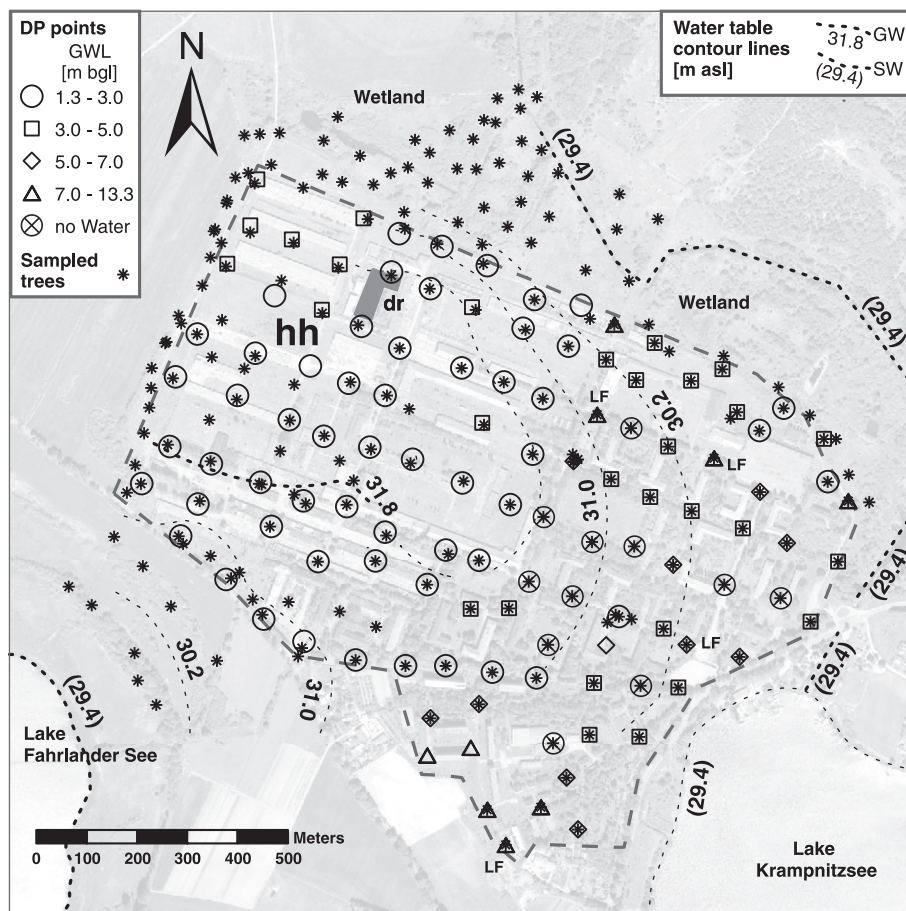 DP points
GWL
[m bgl]
1.3 - 3.0
3.0 - 5.0
5.0 - 7.0
7.0 - 13.3
no Water
Sampled
trees
N
Water table
contour lines
[m asl]
31.8
GW
(29.4)
SW
Wetland
(29.4)
Wetland
(29.4)
dr
hh
LF
30.2
LF
31.8
31.0
(29.4)
30.2
31.0
LF
(29.4)
(29.4)
Lake
Fahrlander See
(29.4)
Meters
0 100 200 300 400 500
LF
Lake
Krampnitzsee